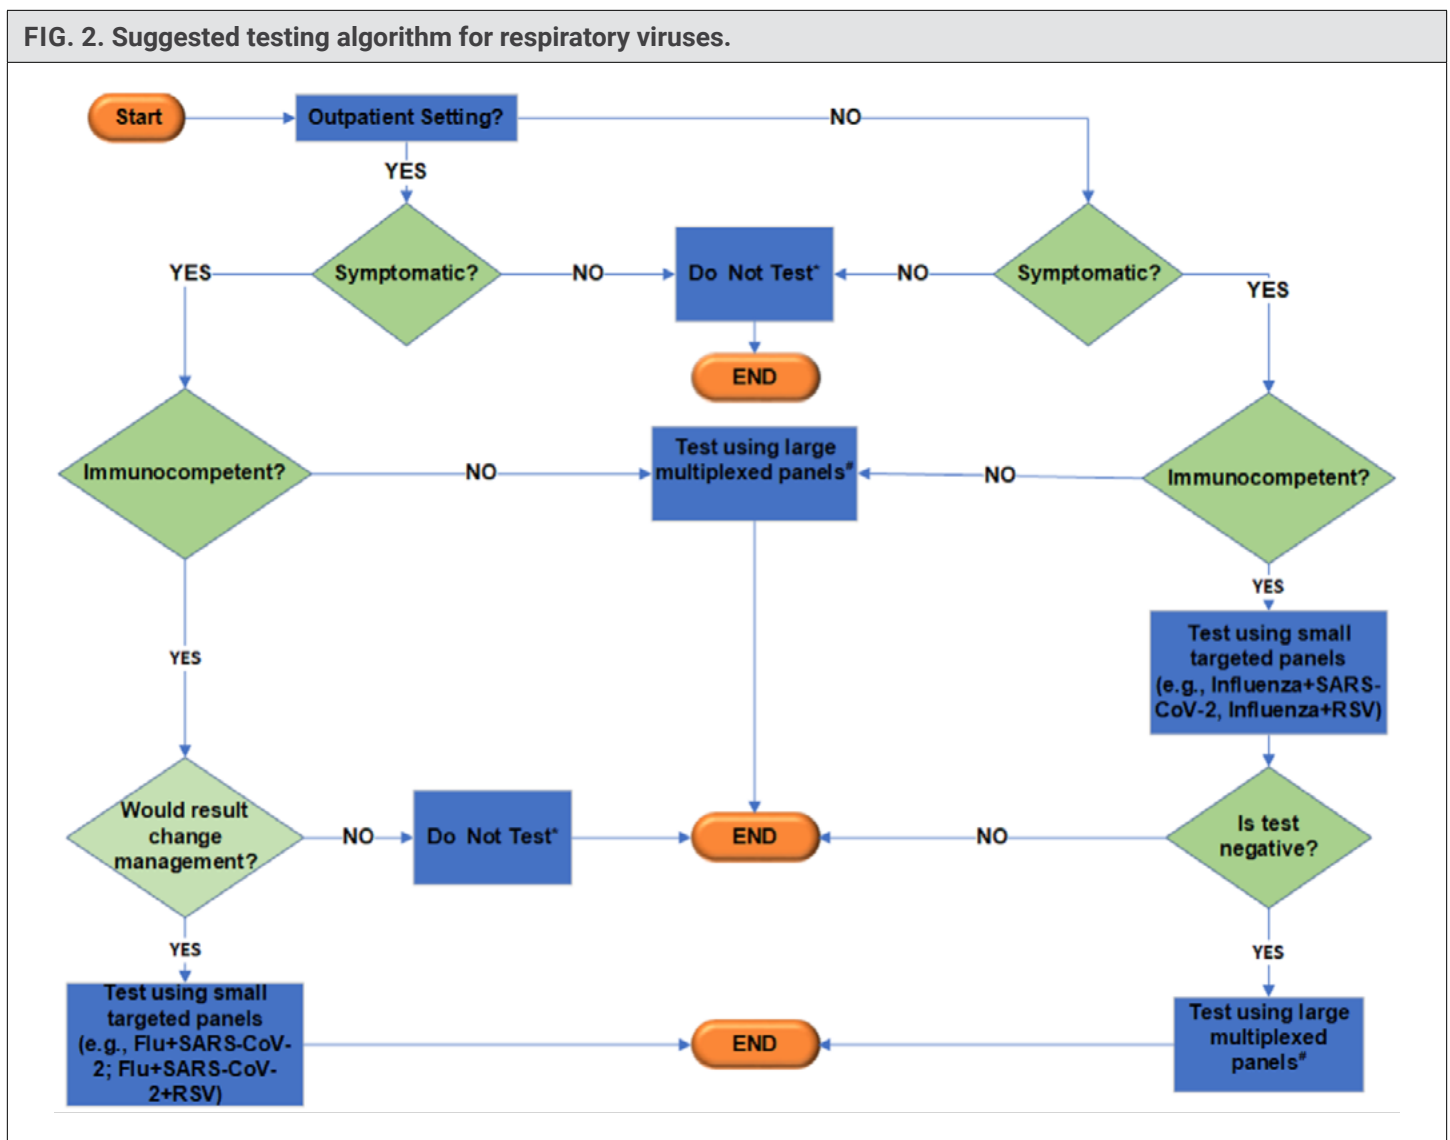 FIG. 2. Suggested testing algorithm for respiratory viruses.
Start
Outpatient Setting?
NO
YES
YES
Symptomatic?
NO
Do Not Test*
NO
Symptomatic?
YES
END
Immunocompetent?
NO
Test using large
multiplexed panels#
NO
Immunocompetent?
YES
YES
Test using small
targeted panels
(e.g., Influenza+SARS-
CoV-2, Influenza+RSV)
Would result
change
management?
NO
Do Not Test*
END
NO
Is test
negative?
YES
YES
Test using small
targeted panels
(e.g., Flu+SARS-CoV-
2; Flu+SARS-CoV-
2+RSV)
END
Test using large
multiplexed
panels#